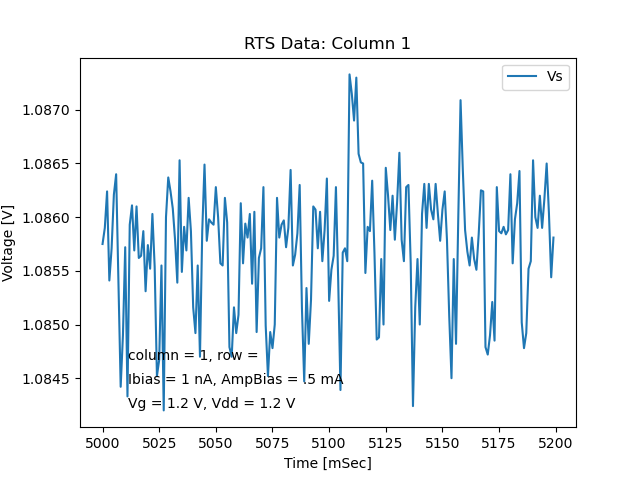 RTS Data: Column 1
Vs
Voltage [V]
1.0870
1.0865
1.0860
1.0855
1.0850
1.0845
column = 1, row =
Ibias = 1 nA, AmpBias = .5 mA
Vg = 1.2 V, Vdd = 1.2 V
5000 5025 5050 5075 5100 5125 5150 5175 5200
Time [mSec]